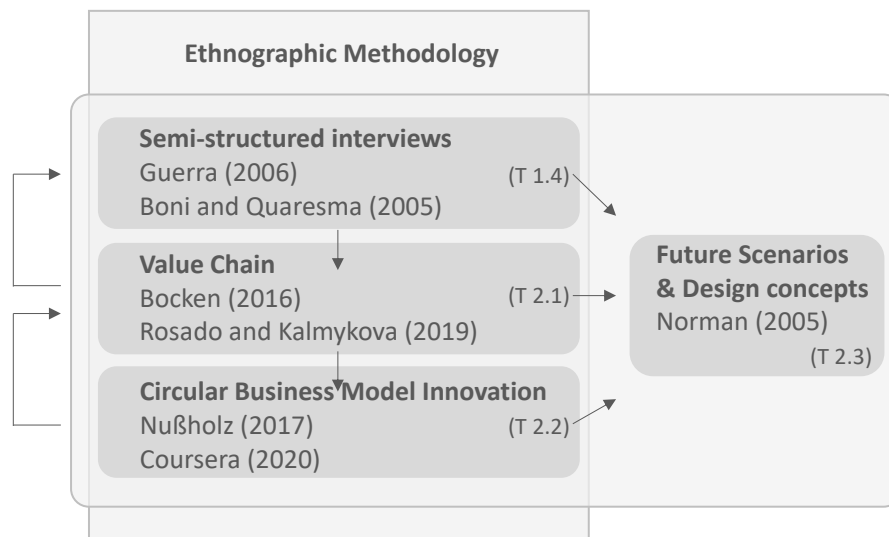 Ethnographic Methodology
Semi-structured interviews
Guerra (2006)
(T 1.4)
Boni and Quaresma (2005)
Value Chain
Bocken (2016)
(T 2.1)
Rosado and Kalmykova (2019)
Circular Business Model Innovation
Nußholz (2017)
(T 2.2)
Coursera (2020)
Future Scenarios
& Design concepts
Norman (2005)
(T 2.3)